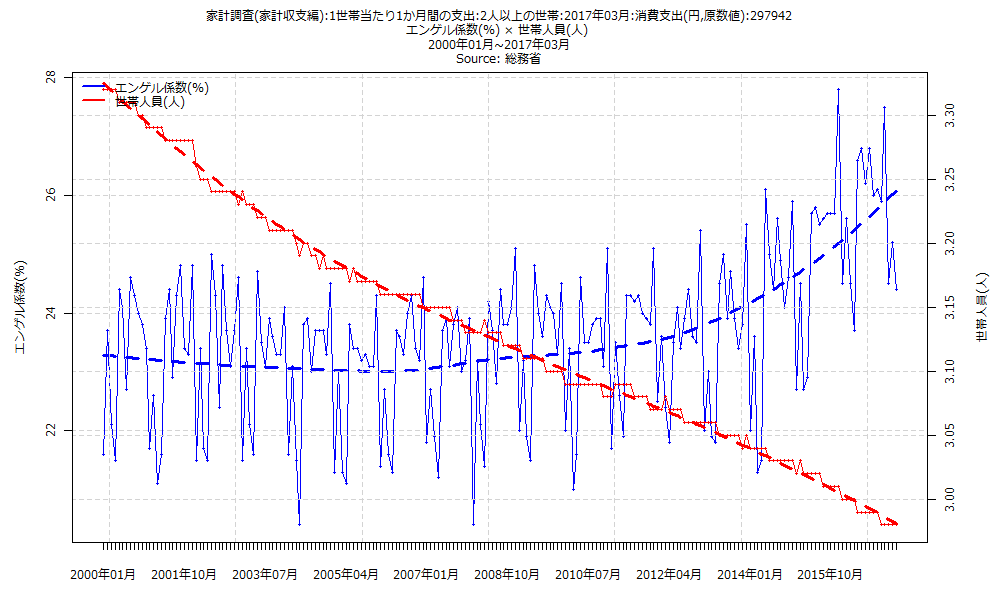 家計調査(家計収支編):1世帯当たり1か月間の支出:2人以上の世帯:2017年03月:消費支出(円,原数値):297942
エンゲル係数(%) × 世帯人員(人)
2000年01月~2017年03月
Source: 総務省
エンゲル係数(%)
世帯人員(人)
28
26
24
22
エンゲル係数(%)
3.30
3.25
3.20
3.15
3.10
3.05
3.00
世帯人員(人)
2000年01月 2001年10月 2003年07月 2005年04月 2007年01月 2008年10月 2010年07月 2012年04月 2014年01月 2015年10月